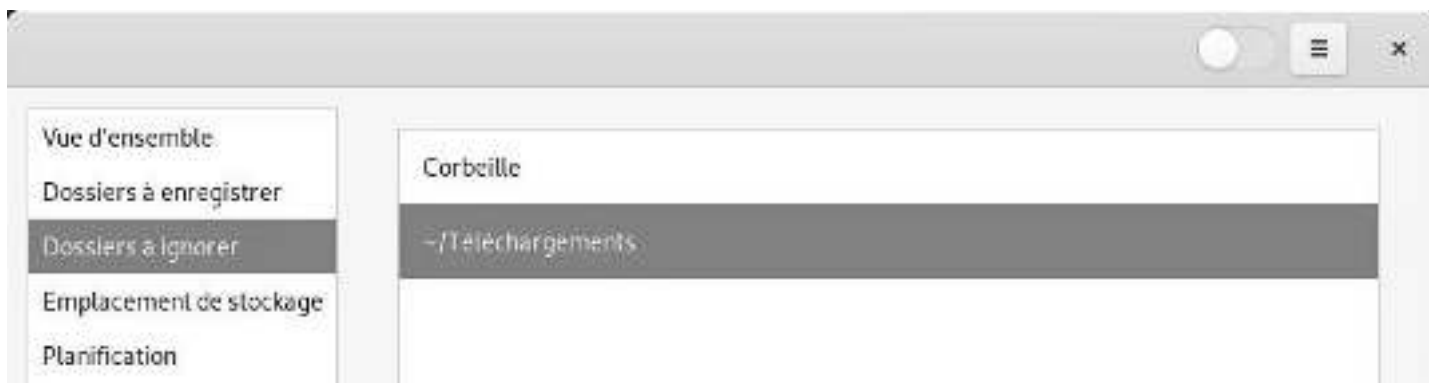 Vue d'ensemble
Dossiers à enregistrer
Dossiers à ignorer
Emplacement de stockage
Planification
Corbeille
~/Téléchargements